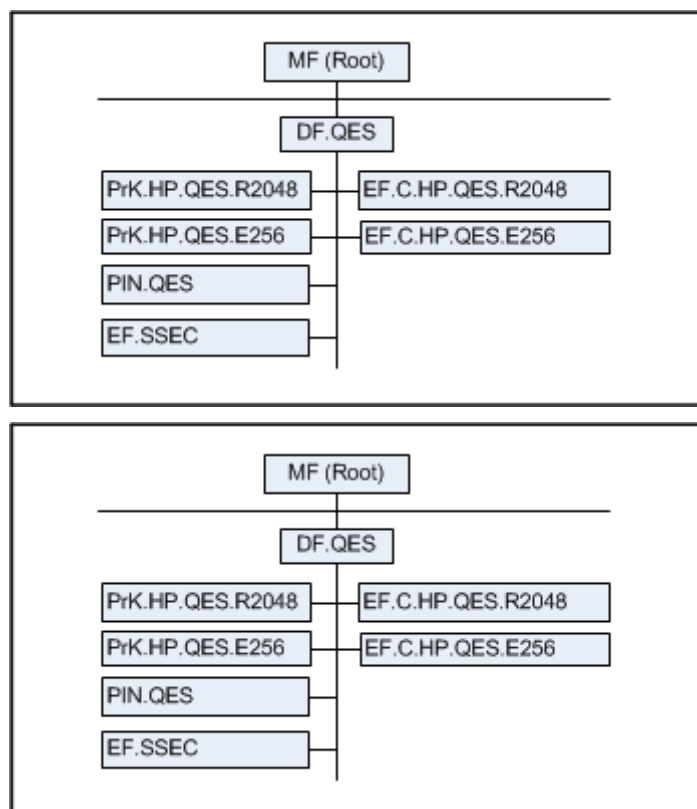 MF (Root)
DF.QES
PrK.HP.QES.R2048 EF.C.HP.QES.R2048
PrK.HP.QES.E256 EF.C.HP.QES.E256
PIN.QES
EF.SSEC
MF (Root)
DF.QES
PrK.HP.QES.R2048 EF.C.HP.QES.R2048
PrK.HP.QES.E256 EF.C.HP.QES.E256
PIN.QES
EF.SSEC